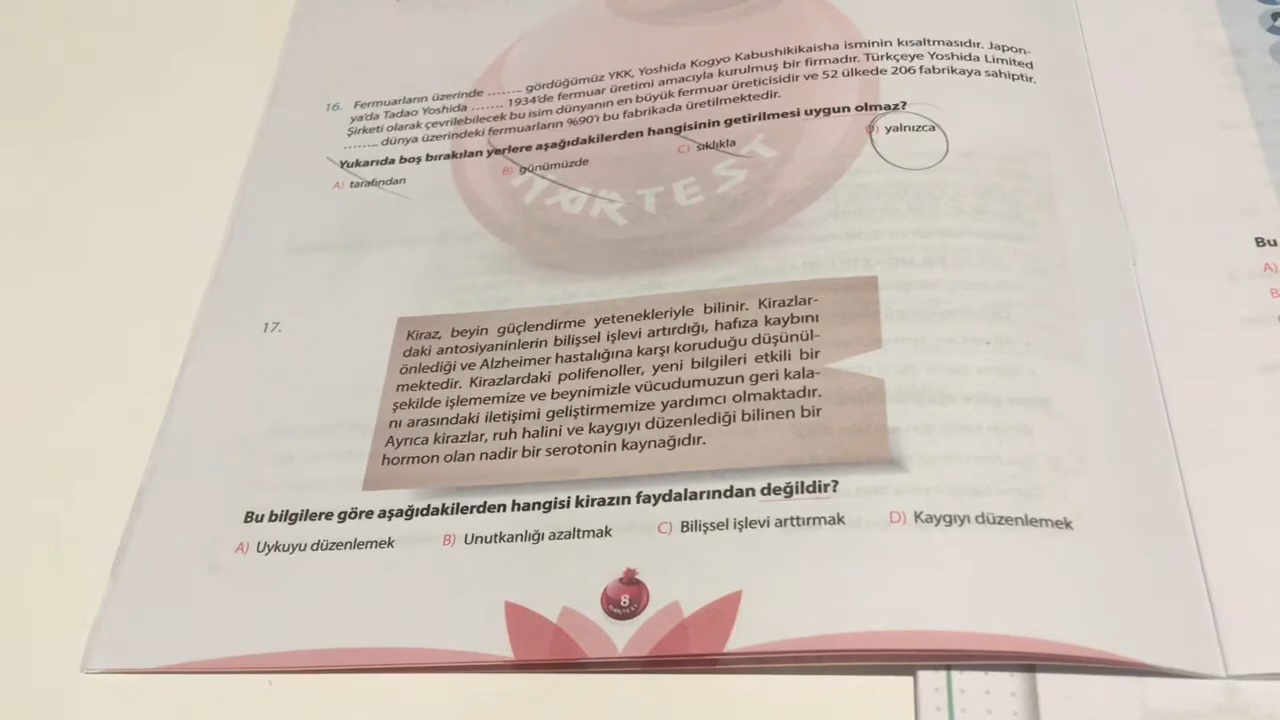 16. Fermuarların üzerinde ........ gördüğümüz YKK, Yoshida Kogyo Kabushikikaisha isminin kısaltmasıdır. Japon-
ya'da Tadao Yoshida ....... 1934'de fermuar üretimi amacıyla kurulmuş bir firmadır. Türkçeye Yoshida Limited
Şirketi olarak çevrilebilecek bu isim dünyanın en büyük fermuar üreticisidir ve 52 ülkede 206 fabrikaya sahiptir.
........ dünya üzerindeki fermuarların %90'ı bu fabrikada üretilmektedir.
Yukarıda boş bırakılan yerlere aşağıdakilerden hangisinin getirilmesi uygun olmaz?
A) tarafından B) günümüzde C) sıklıkla D) yalnızca
NARTEST
17.
Kiraz, beyin güçlendirme yetenekleriyle bilinir. Kirazlar-
daki antosiyaninlerin bilişsel işlevi artırdığı, hafıza kaybını
önlediği ve Alzheimer hastalığına karşı koruduğu düşünül-
mektedir. Kirazlardaki polifenoller, yeni bilgileri etkili bir
şekilde işlememize ve beynimizle vücudumuzun geri kala-
nı arasındaki iletişimi geliştirmemize yardımcı olmaktadır.
Ayrıca kirazlar, ruh halini ve kaygıyı düzenlediği bilinen bir
hormon olan nadir bir serotonin kaynağıdır.
Bu bilgilere göre aşağıdakilerden hangisi kirazın faydalarından değildir?
A) Uykuyu düzenlemek B) Unutkanlığı azaltmak C) Bilişsel işlevi arttırmak D) Kaygıyı düzenlemek
8
NARTEST
Bu
A)
B